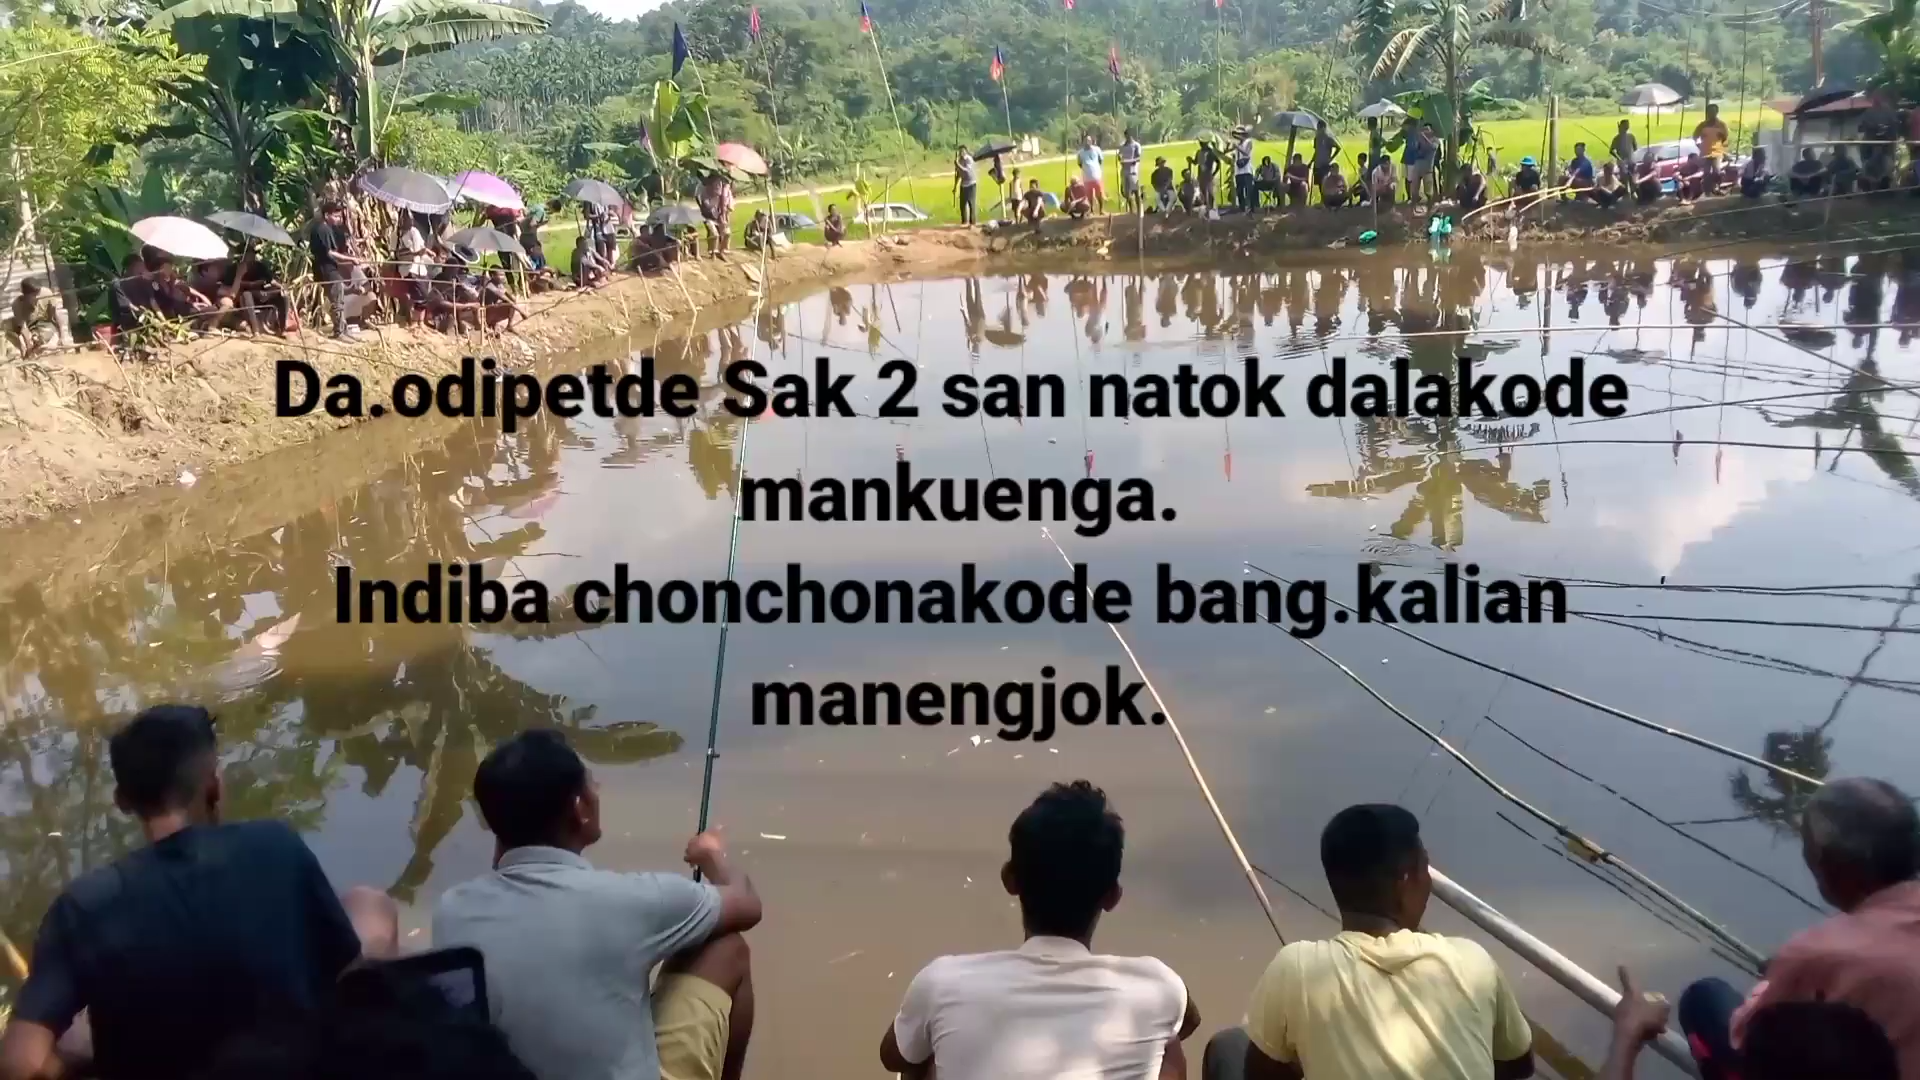 Da.odipetde Sak 2 san natok dalakode
mankuenga.
Indiba chonchonakode bang.kalian
manengjok.